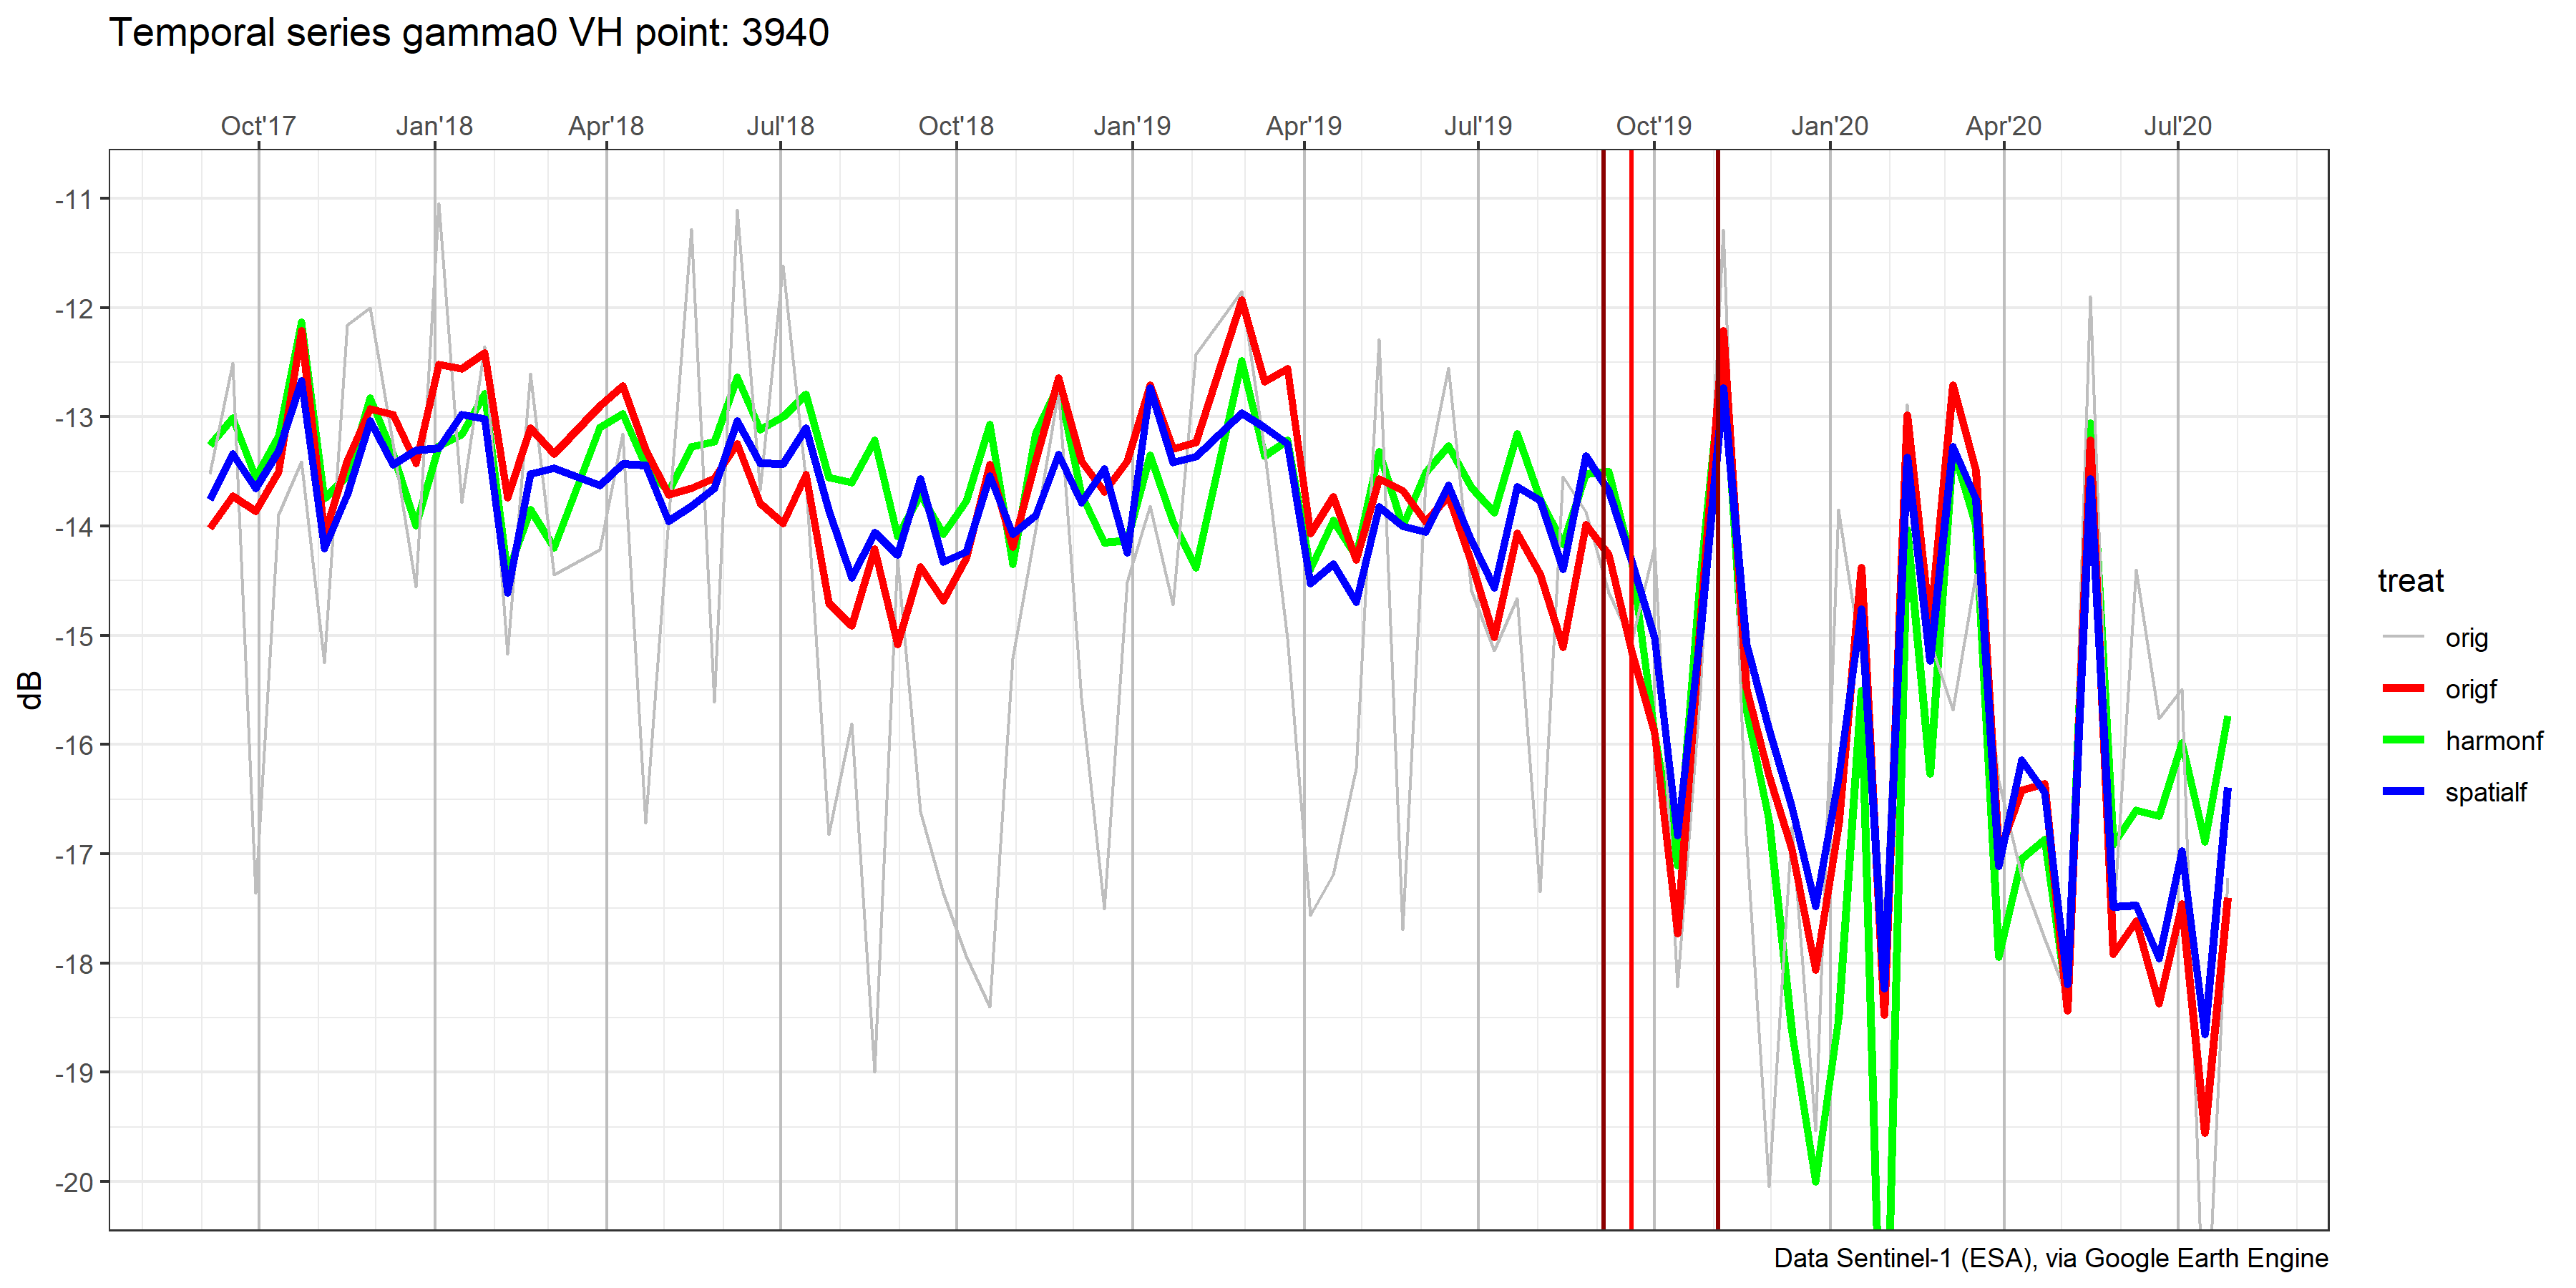 Temporal series gamma0 VH point: 3940
Oct'17 Jan'18 Apr'18 Jul'18 Oct'18 Jan'19 Apr'19 Jul'19 Oct'19 Jan'20 Apr'20 Jul'20
-11
-12
-13
-14
-15
-16
-17
-18
-19
-20
dB
treat
orig
origf
harmonf
spatialf
Data Sentinel-1 (ESA), via Google Earth Engine